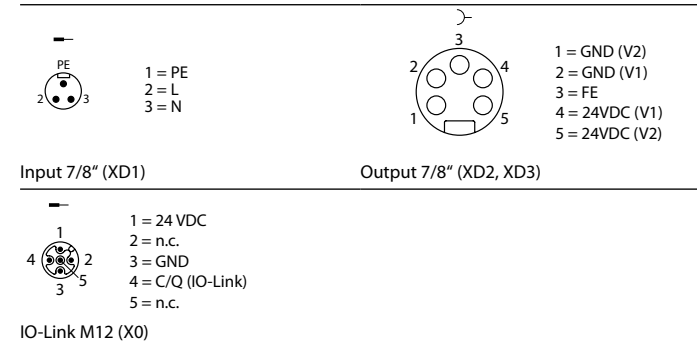 PE
2
3
1 = PE
2 = L
3 = N
Input 7/8“ (XD1)
3
2
4
1
5
1 = GND (V2)
2 = GND (V1)
3 = FE
4 = 24VDC (V1)
5 = 24VDC (V2)
Output 7/8“ (XD2, XD3)
1
4
2
5
3
1 = 24 VDC
2 = n.c.
3 = GND
4 = C/Q (IO-Link)
5 = n.c.
IO-Link M12 (X0)